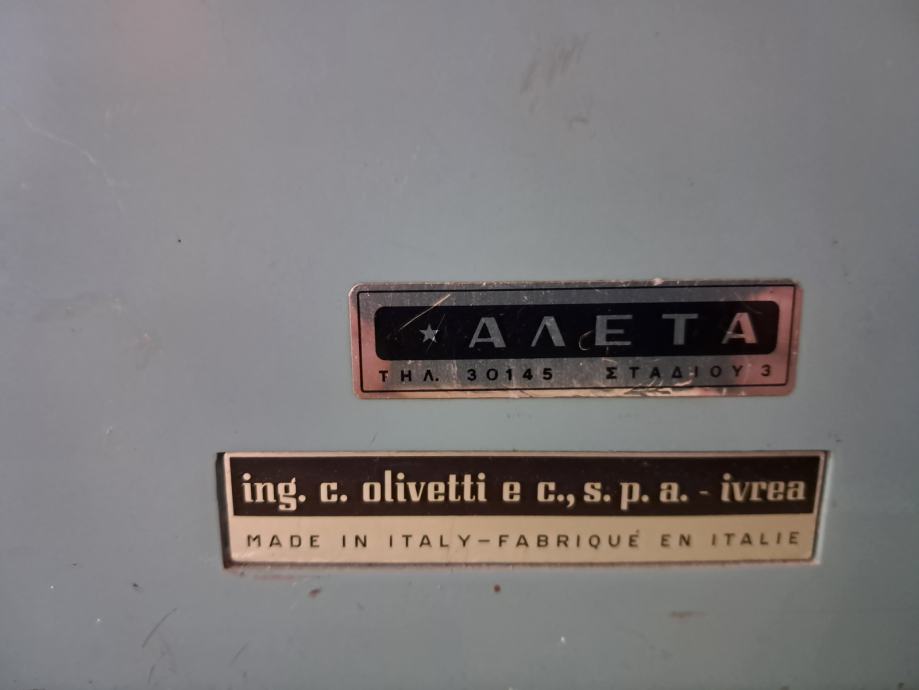 ★ ΑΛΕΤΑ
ΤΗΛ. 30145 ΣΤΑΔΙΟΥ 3
ing. c. olivetti e c., s. p. a. - ivrea
MADE IN ITALY-FABRIQUÉ EN ITALIE